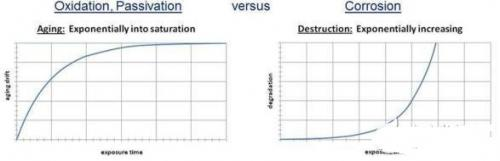 Oxidation, Passivation versus Corrosion
Aging: Exponentially into saturation
Destruction: Exponentially increasing
aging drift
exposure time
degradation